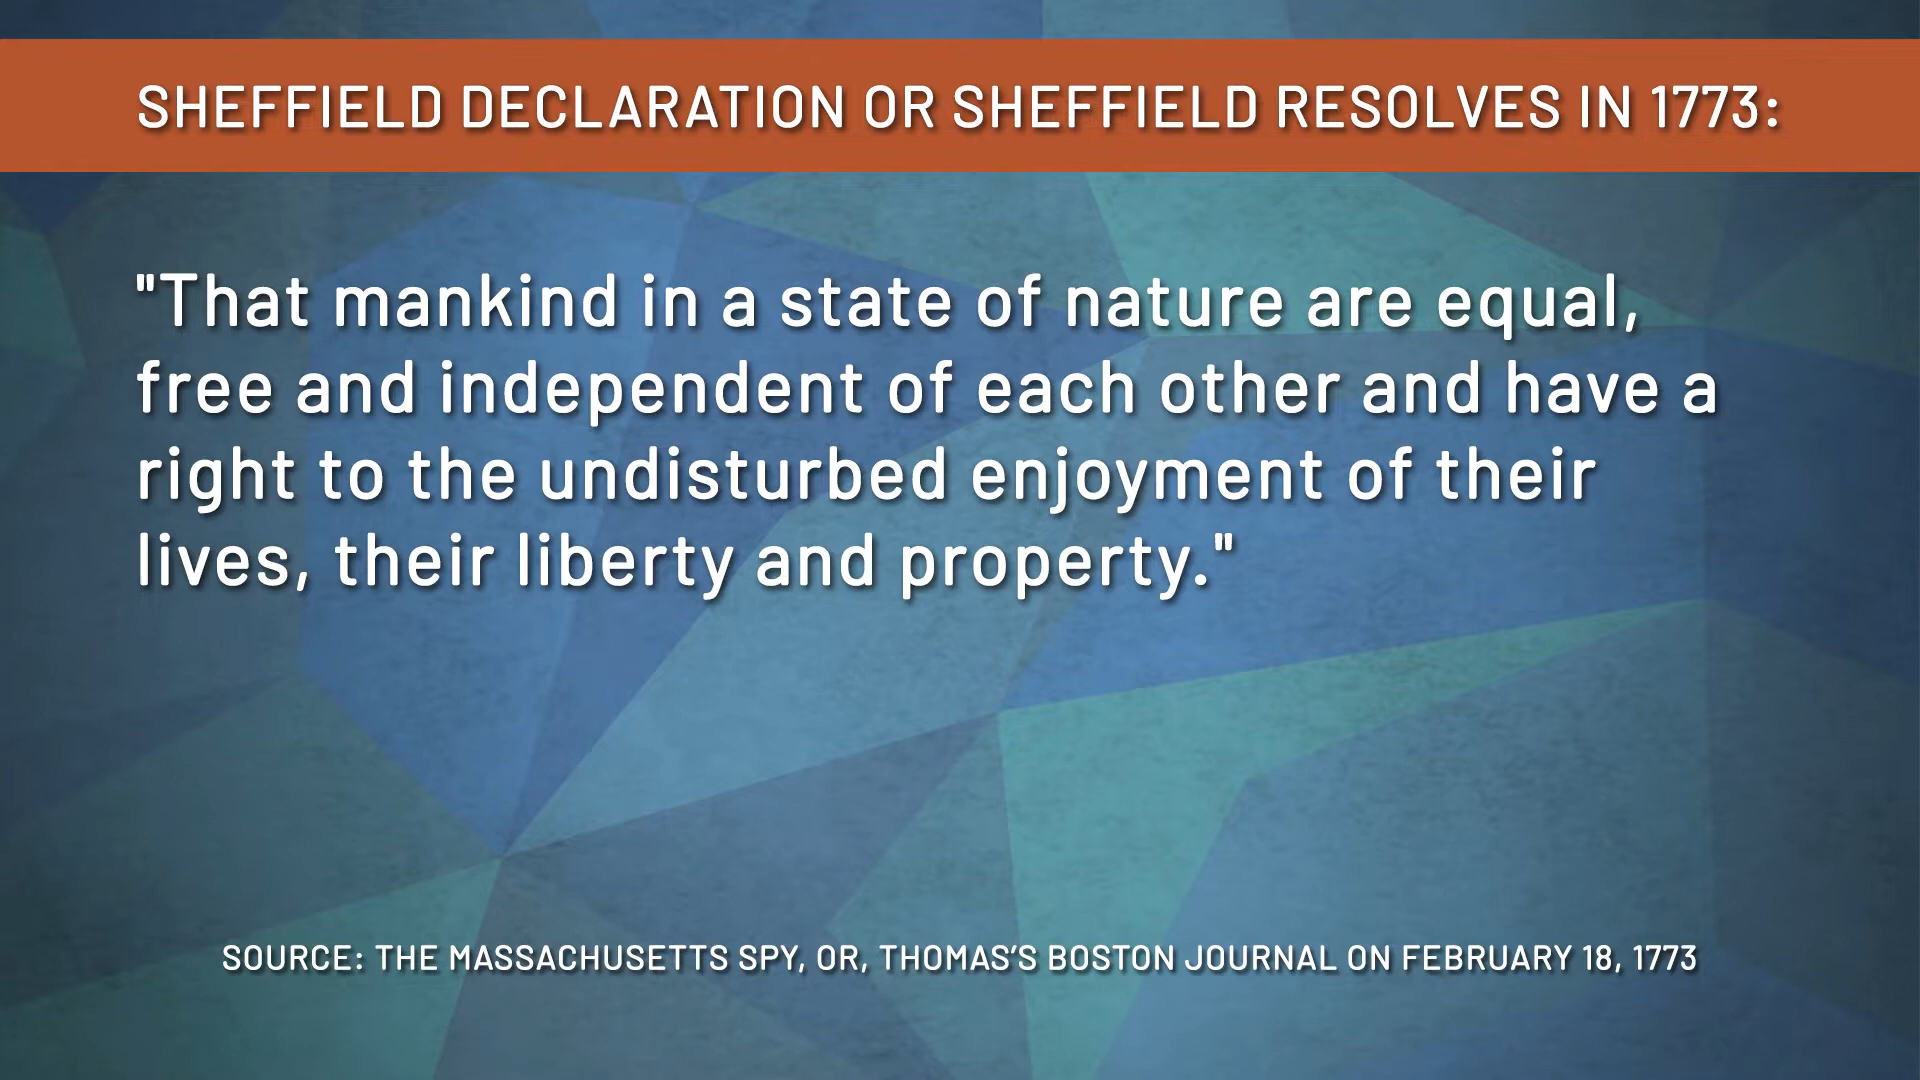 SHEFFIELD DECLARATION OR SHEFFIELD RESOLVES IN 1773:
"That mankind in a state of nature are equal,
free and independent of each other and have a
right to the undisturbed enjoyment of their
lives, their liberty and property."
SOURCE: THE MASSACHUSETTS SPY, OR, THOMAS’S BOSTON JOURNAL ON FEBRUARY 18, 1773